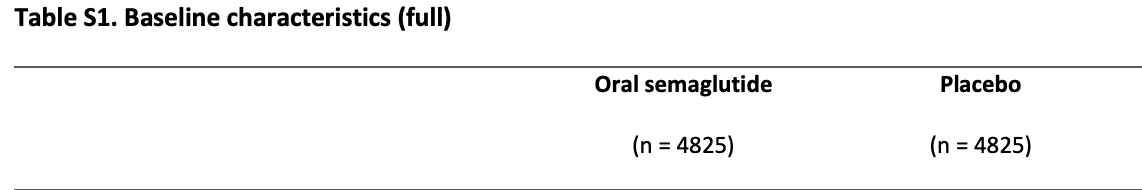 Table S1. Baseline characteristics (full)
Oral semaglutide Placebo
(n = 4825) (n = 4825)